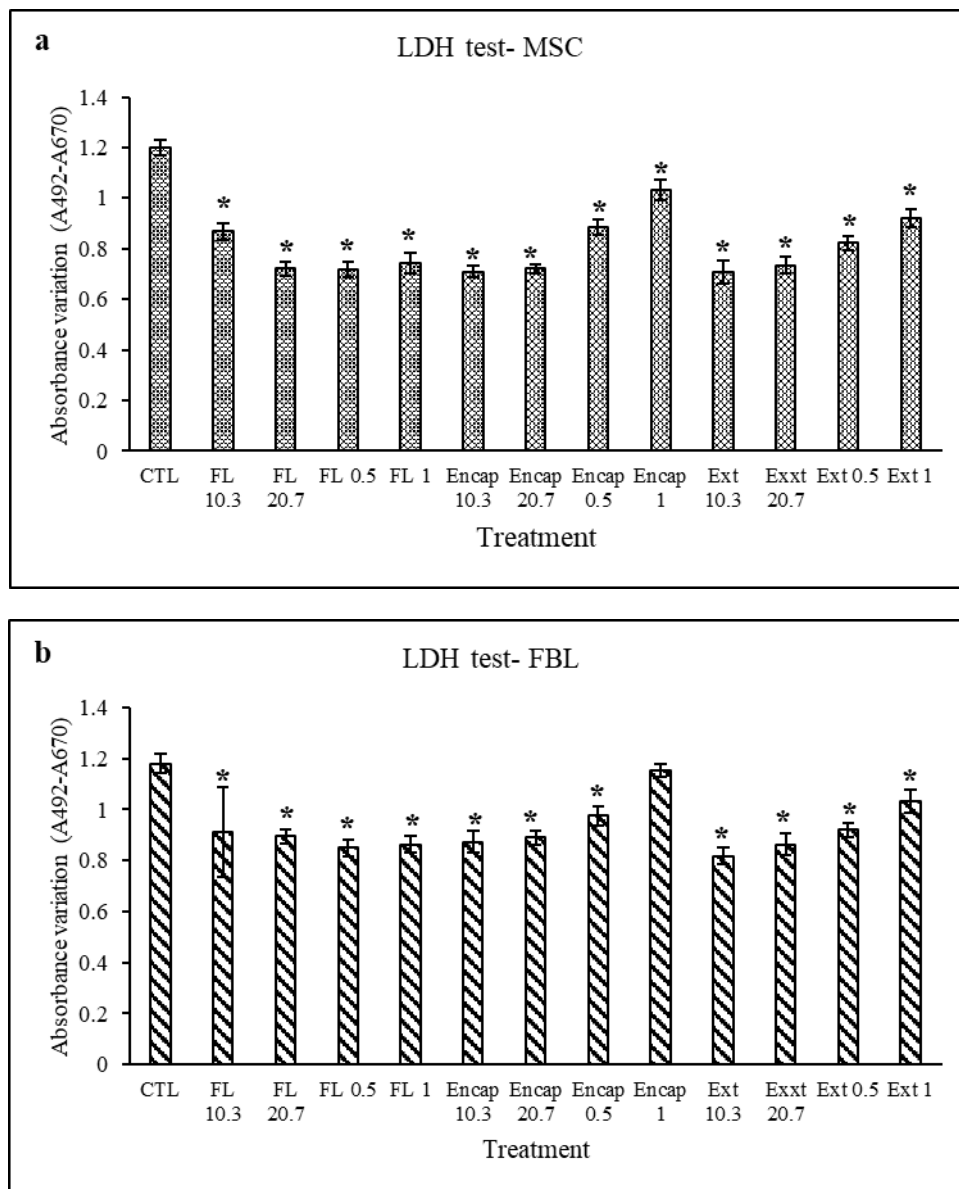 a
LDH test- MSC
Absorbance variation (A492-A670)
1.4
1.2
1
0.8
0.6
0.4
0.2
0
* * * * * * * * * * * *
CTL FL FL FL 0.5 FL 1 Encap Encap Encap Encap Ext Exxt Ext 0.5 Ext 1
10.3 20.7 10.3 20.7 0.5 1 10.3 20.7
Treatment
b
LDH test- FBL
Absorbance variation (A492-A670)
1.4
1.2
1
0.8
0.6
0.4
0.2
0
* * * * * * * * * * *
CTL FL FL FL 0.5 FL 1 Encap Encap Encap Encap Ext Exxt Ext 0.5 Ext 1
10.3 20.7 10.3 20.7 0.5 1 10.3 20.7
Treatment